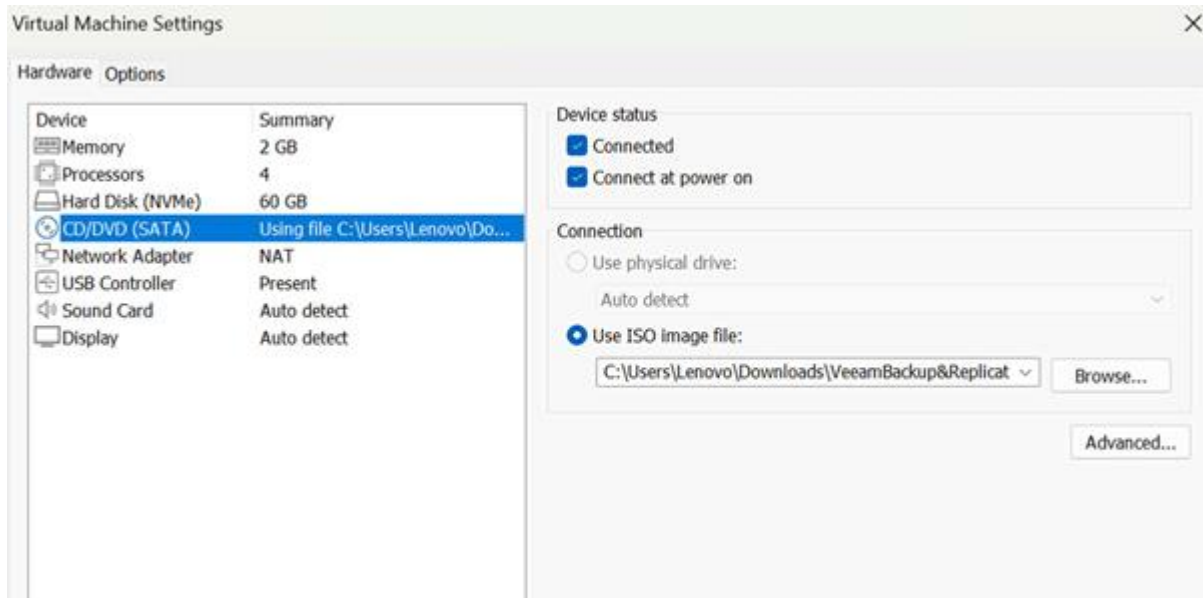 Virtual Machine Settings
Hardware Options
Device Summary
Memory 2 GB
Processors 4
Hard Disk (NVMe) 60 GB
CD/DVD (SATA) Using file C:\Users\Lenovo\Do...
Network Adapter NAT
USB Controller Present
Sound Card Auto detect
Display Auto detect
Device status
Connected
Connect at power on
Connection
Use physical drive:
Auto detect
Use ISO image file:
C:\Users\Lenovo\Downloads\VeeamBackup&Replicat
Browse...
Advanced...